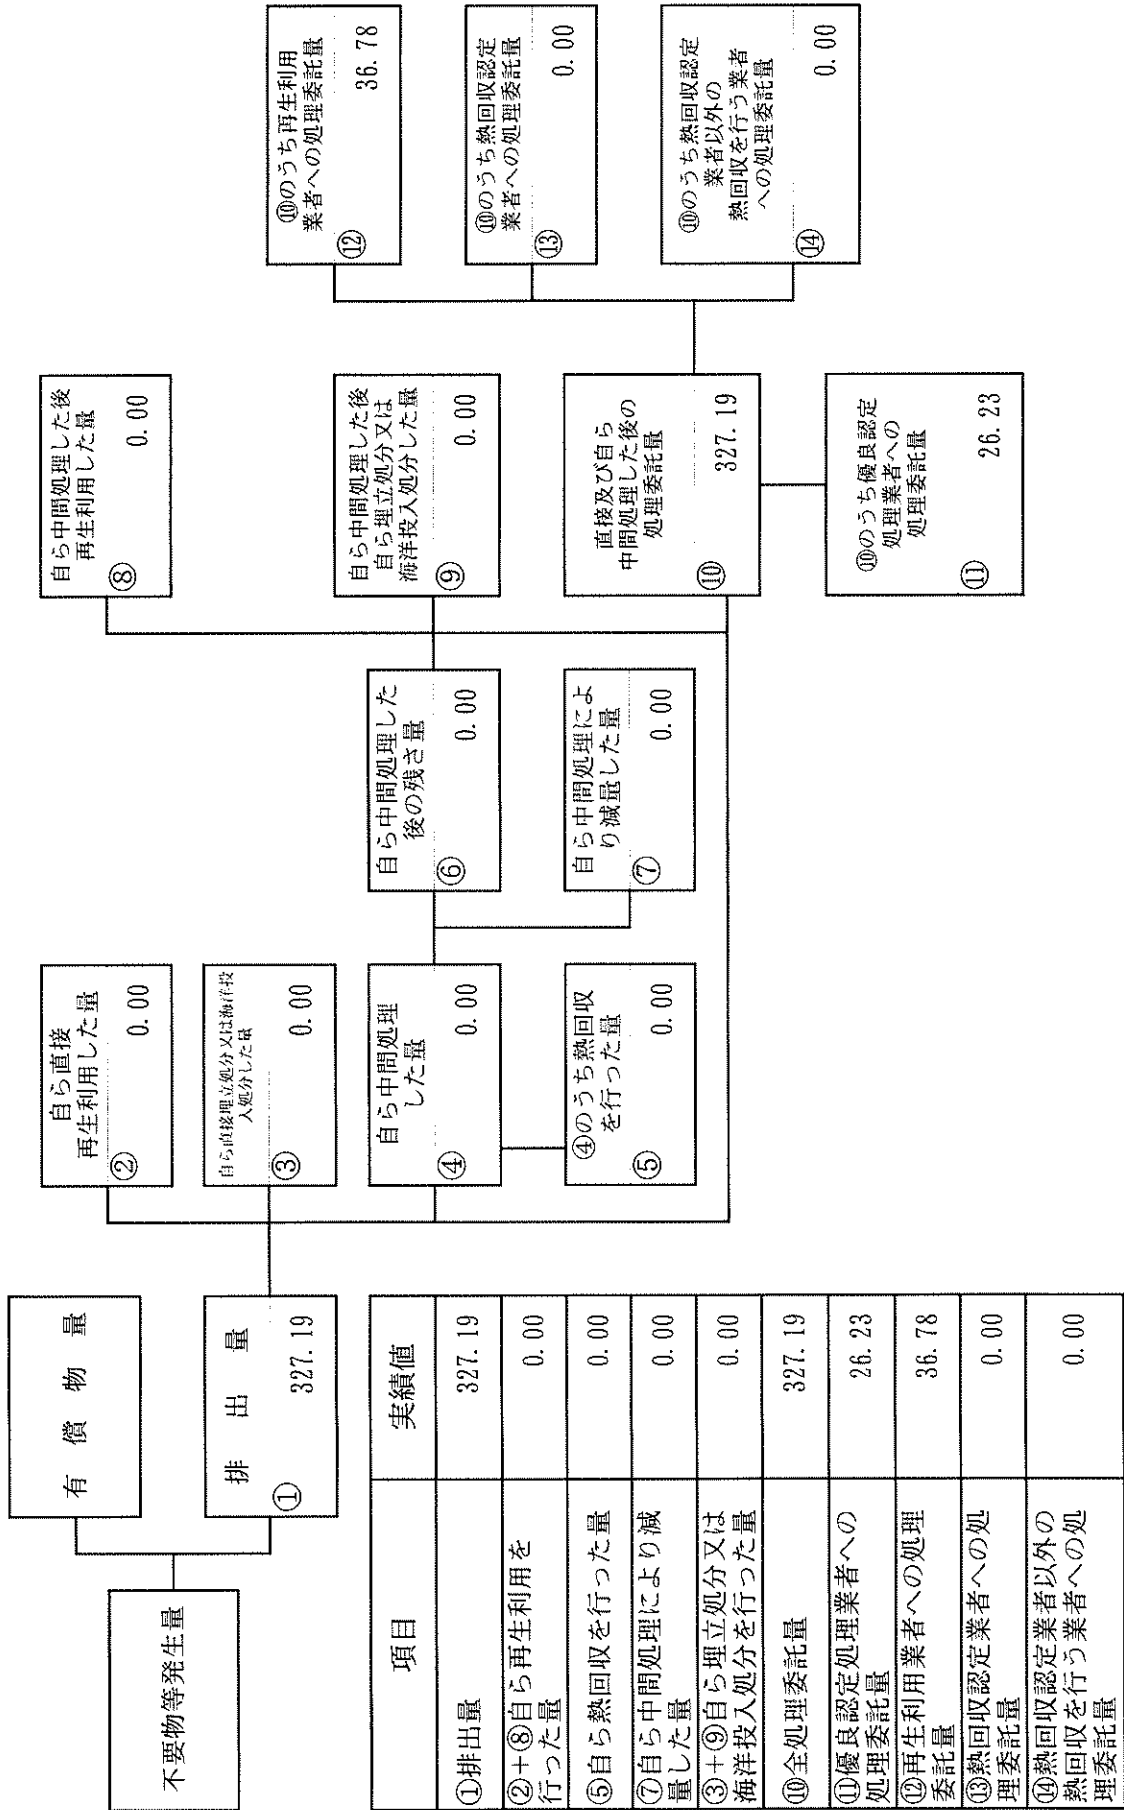 不要物等発生量
有償物量
排出量
① 327.19
自ら直接
再生利用した量
② 0.00
自ら直接埋立処分又は海洋投
入処分した量
③ 0.00
自ら中間処理
した量
④ 0.00
④のうち熱回収
を行った量
⑤ 0.00
自ら中間処理した
後の残さ量
⑥ 0.00
自ら中間処理によ
り減量した量
⑦ 0.00
自ら中間処理した後
再生利用した量
⑧ 0.00
自ら中間処理した後
自ら埋立処分又は
海洋投入処分した量
⑨ 0.00
直接及び自ら
中間処理した後の
処理委託量
⑩ 327.19
⑩のうち優良認定
処理業者への
処理委託量
⑪ 26.23
⑩のうち再生利用
業者への処理委託量
⑫ 36.78
⑩のうち熱回収認定
業者への処理委託量
⑬ 0.00
⑩のうち熱回収認定
業者以外の
熱回収を行う業者
への処理委託量
⑭ 0.00
項目 実績値
①排出量 327.19
②+⑧自ら再生利用を
行った量 0.00
⑤自ら熱回収を行った量 0.00
⑦自ら中間処理により減
量した量 0.00
③+⑨自ら埋立処分又は
海洋投入処分を行った量 0.00
⑩全処理委託量 327.19
⑪優良認定処理業者への
処理委託量 26.23
⑫再生利用業者への処理
委託量 36.78
⑬熱回収認定業者への処
理委託量 0.00
⑭熱回収認定業者以外の
熱回収を行う業者への処
理委託量 0.00